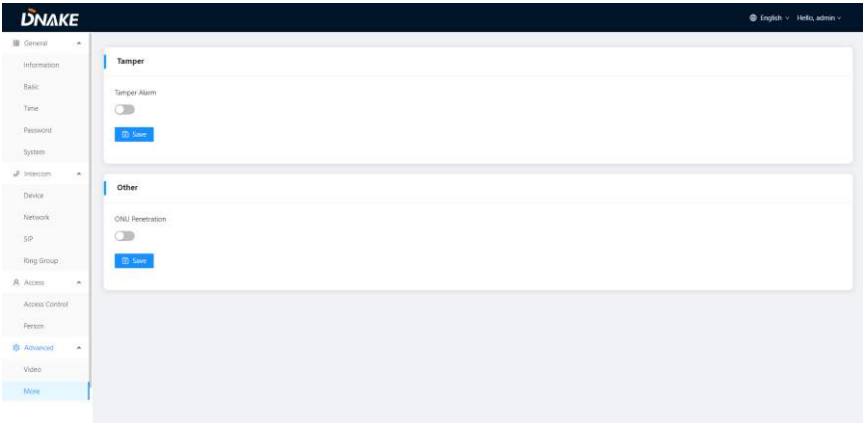 DNAKE
English
Hello, admin
General
Information
Basic
Time
Password
System
Intercom
Device
Network
SIP
Ring Group
Access
Access Control
Person
Advanced
Video
More
Tamper
Tamper Alarm
Save
Other
ONU Penetration
Save